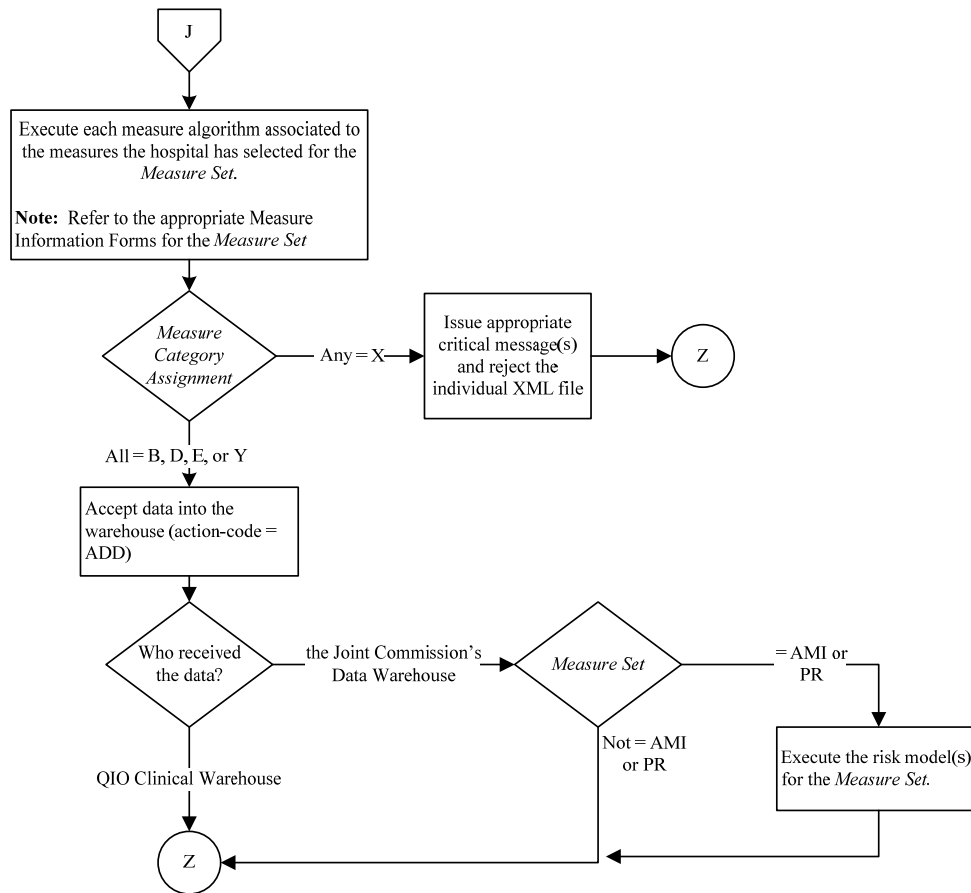 J
Execute each measure algorithm associated to
the measures the hospital has selected for the
Measure Set.
Note: Refer to the appropriate Measure
Information Forms for the Measure Set
Measure
Category
Assignment
Any = X
Issue appropriate
critical message(s)
and reject the
individual XML file
Z
All = B, D, E, or Y
Accept data into the
warehouse (action-code =
ADD)
Who received
the data?
the Joint Commission's
Data Warehouse
Measure Set
= AMI or
PR
Not = AMI
or PR
Execute the risk model(s)
for the Measure Set.
QIO Clinical Warehouse
Z